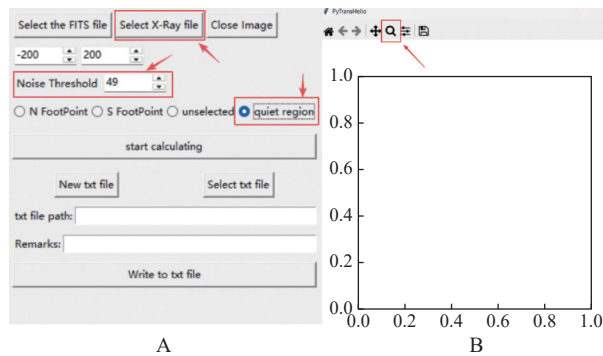 PyTransHelio
Select the FITS file Select X-Ray file Close Image
-200 200
Noise Threshold 49
N FootPoint S FootPoint unselected quiet region
start calculating
New txt file Select txt file
txt file path:
Remarks:
Write to txt file
1.0
0.8
0.6
0.4
0.2
0.0
0.0 0.2 0.4 0.6 0.8 1.0
A B